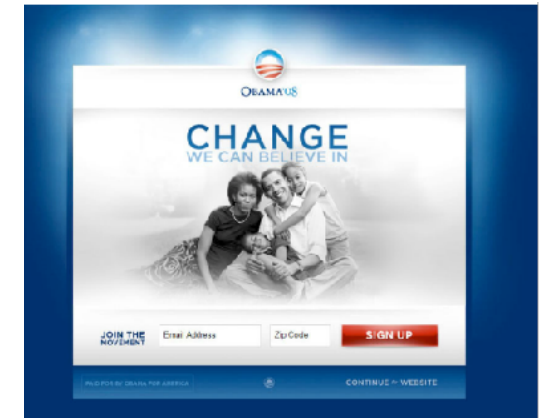 OBAMA'08
CHANGE
WE CAN BELIEVE IN
JOIN THE MOVEMENT
Email Address
Zip Code
SIGN UP
PAID FOR BY OBAMA FOR AMERICA
CONTINUE TO WEBSITE